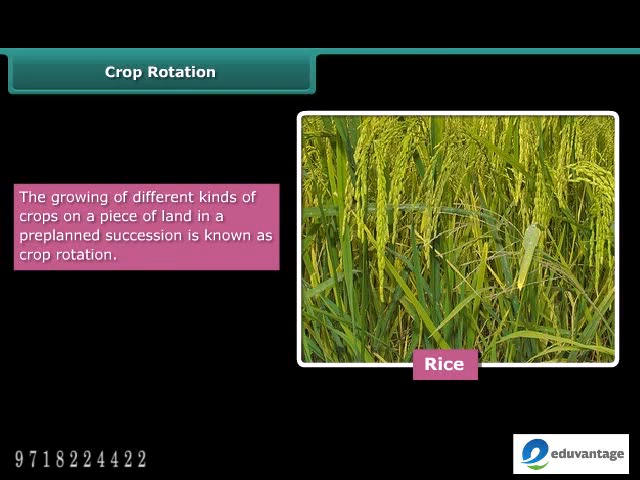 Crop Rotation
The growing of different kinds of
crops on a piece of land in a
preplanned succession is known as
crop rotation.
Rice
9718224422
eduvantage